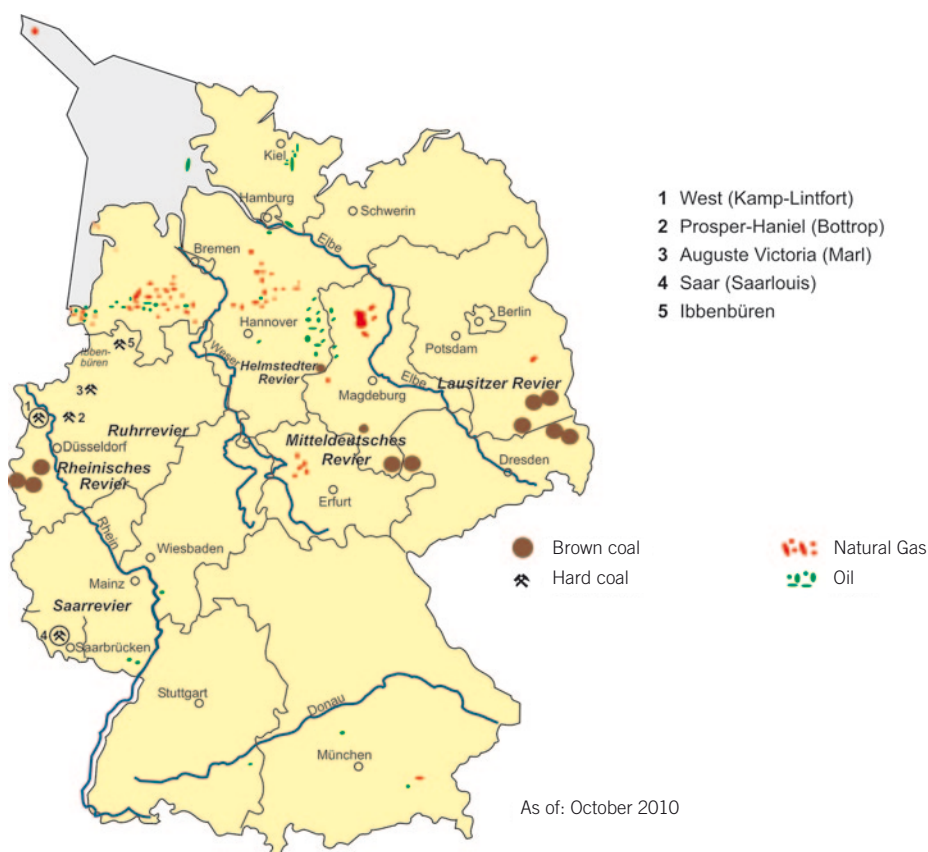 Kiel
Hamburg
Schwerin
Elbe
Bremen
Berlin
Hannover
Potsdam
Ibben-
büren
5
Weser
Helmstedter
Revier
Magdeburg
Elbe
Lausitzer Revier
3
1
2
Ruhrrevier
Düsseldorf
Mitteldeutsches
Revier
Rheinisches
Revier
Dresden
Erfurt
Rhein
Wiesbaden
Mainz
Saarrevier
4
Saarbrücken
Stuttgart
Donau
München
1 West (Kamp-Lintfort)
2 Prosper-Haniel (Bottrop)
3 Auguste Victoria (Marl)
4 Saar (Saarlouis)
5 Ibbenbüren
Brown coal
Natural Gas
Hard coal
Oil
As of: October 2010